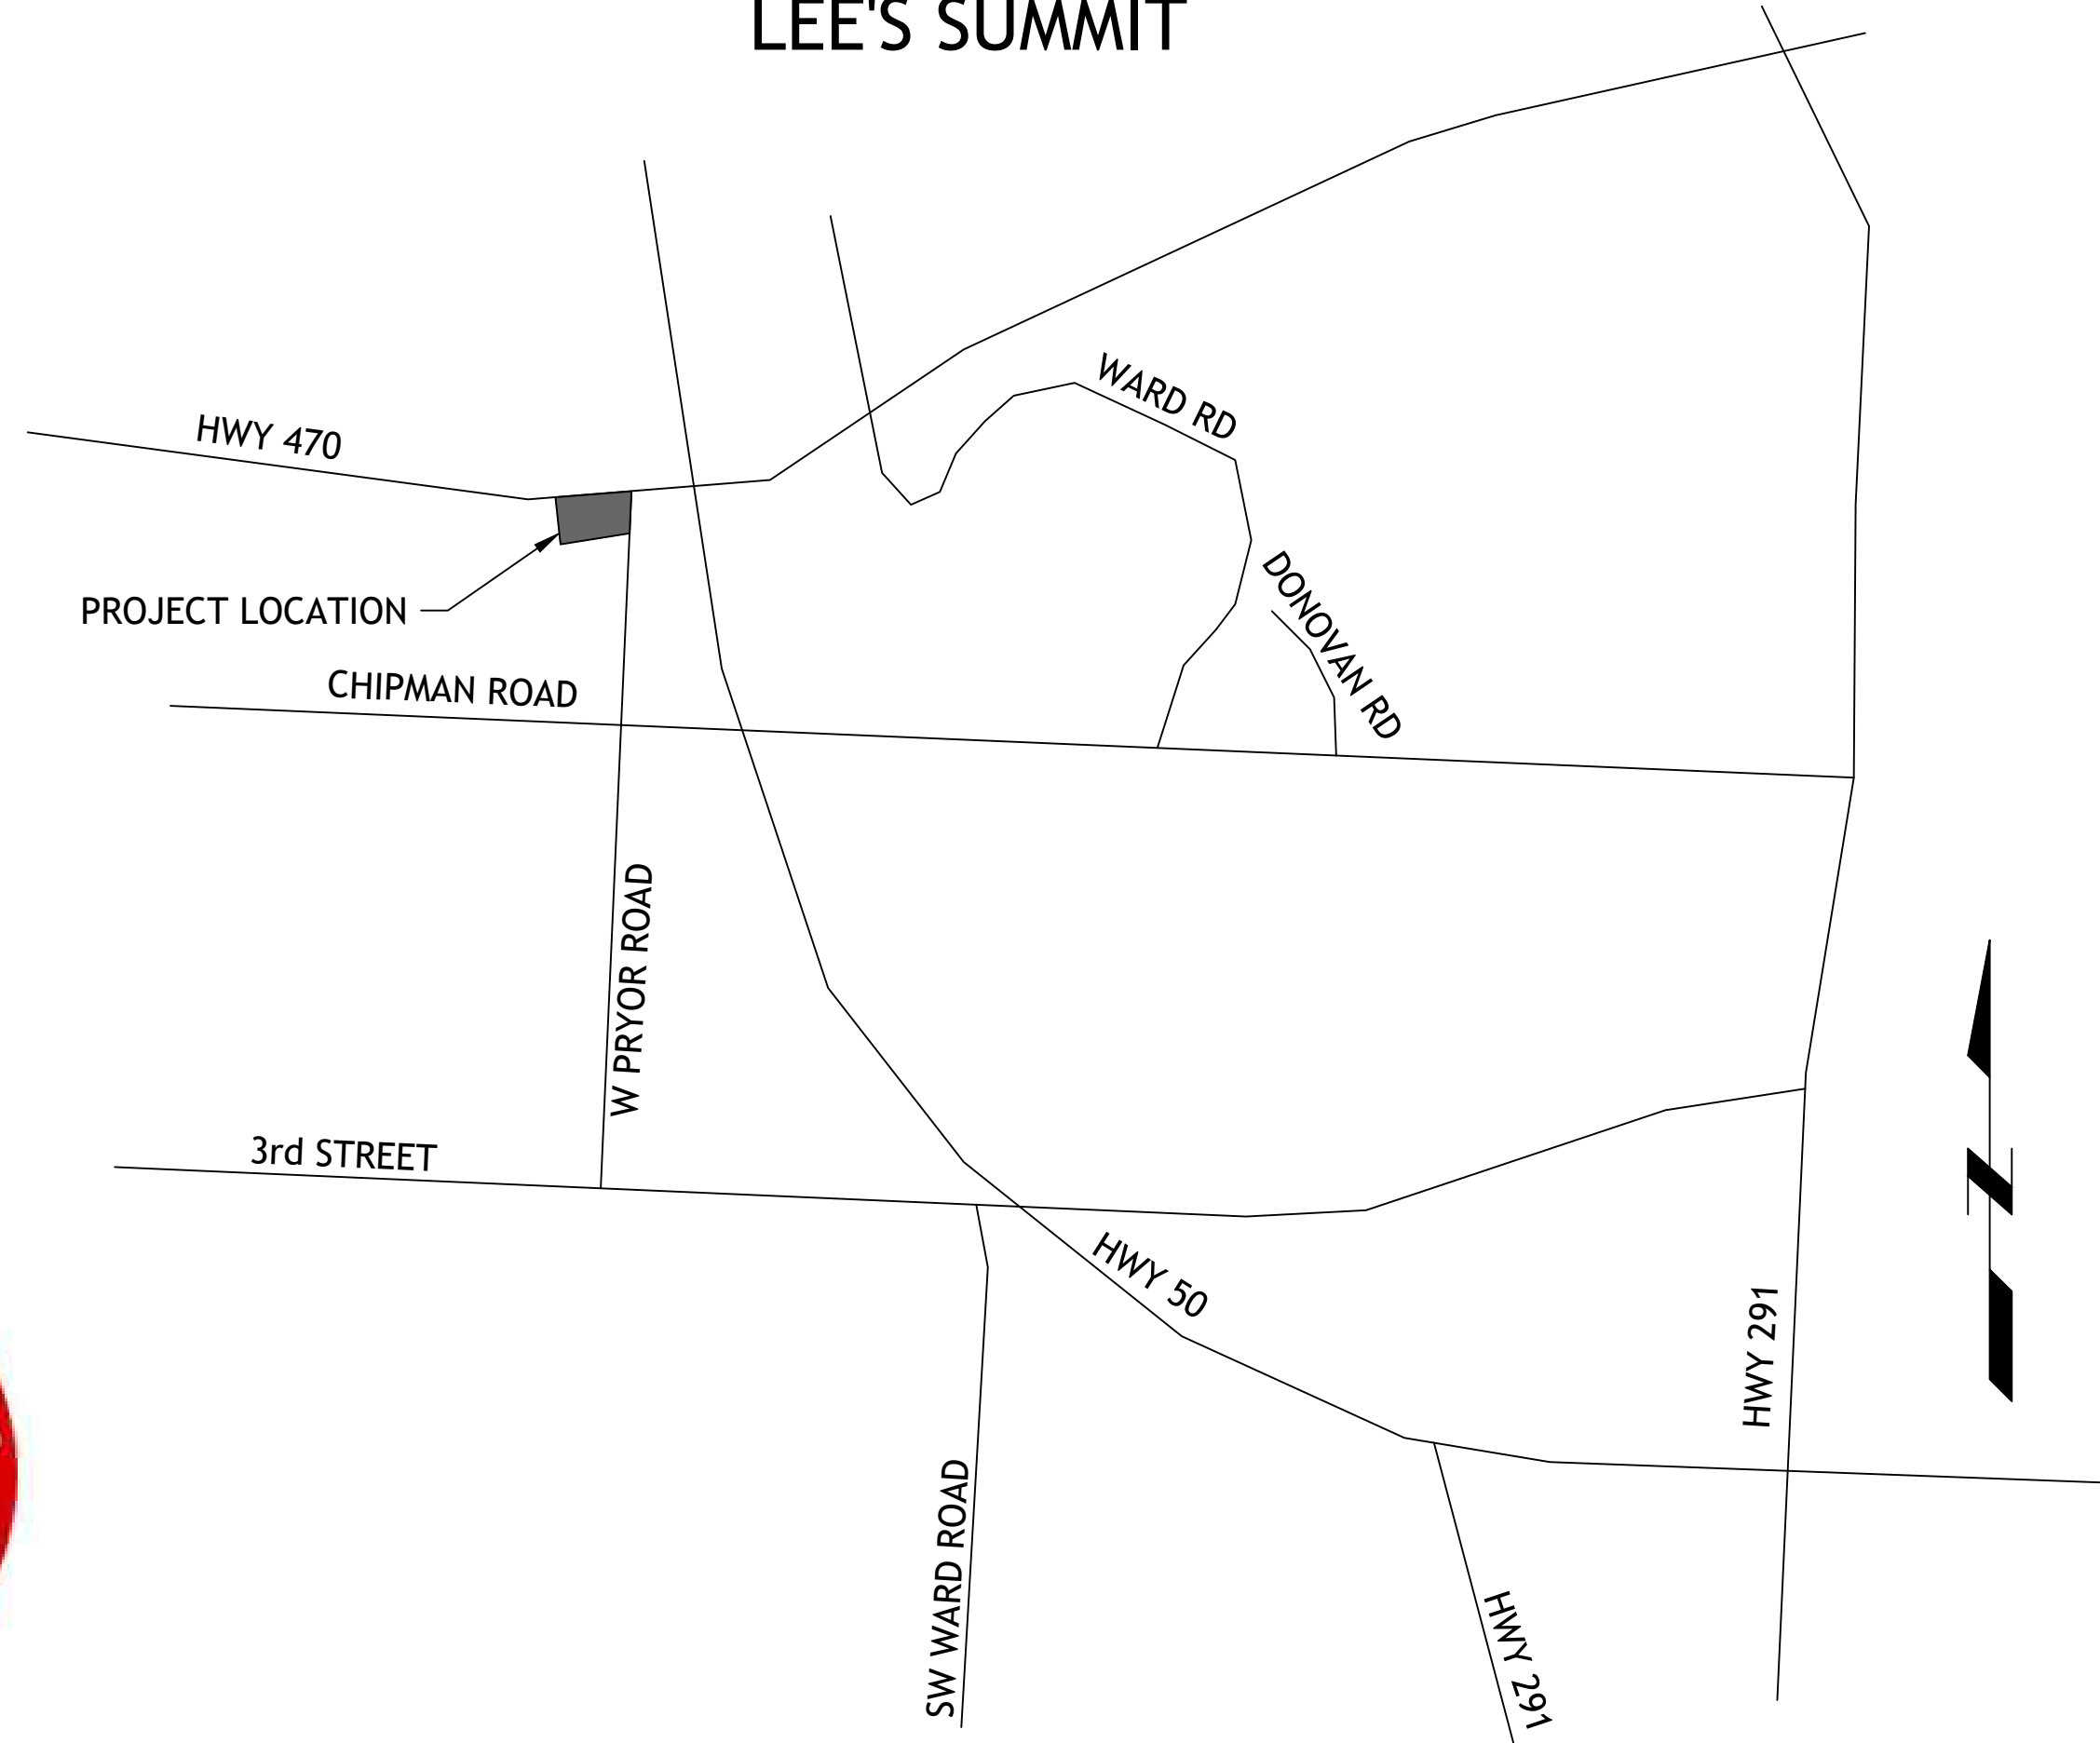 LEE'S SUMMIT
WARD RD
HWY 470
DONOVAN RD
PROJECT LOCATION
CHIPMAN ROAD
W PRYOR ROAD
3rd STREET
HWY 50
HWY 291
SW WARD ROAD
HWY 291
N